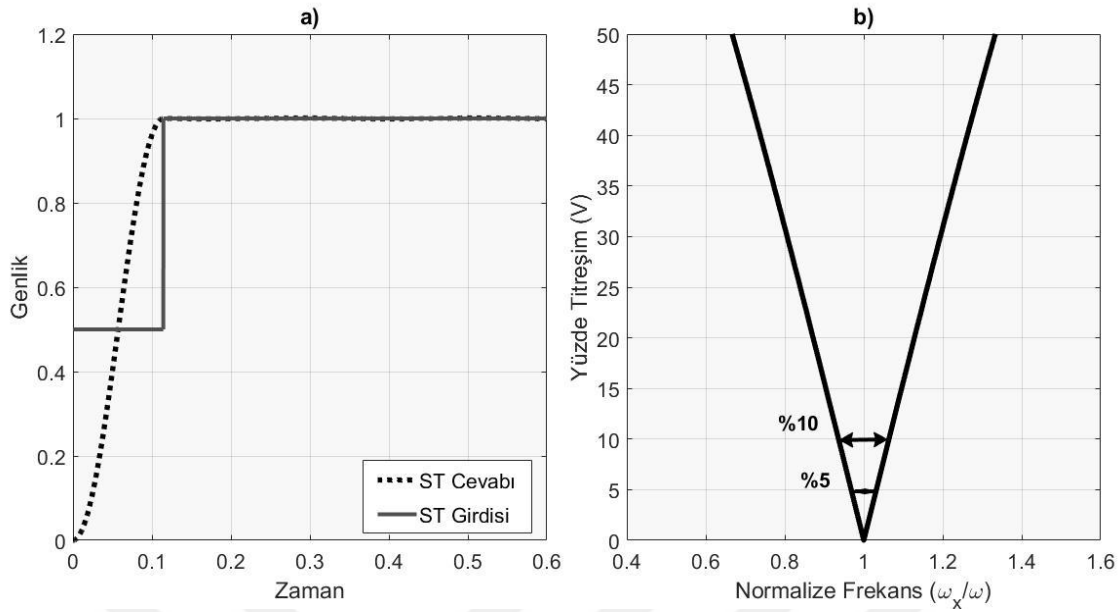 a)
1.2
1
0.8
0.6
0.4
0.2
0
Genlik
0 0.1 0.2 0.3 0.4 0.5 0.6
Zaman
ST Cevabı
ST Girdisi
b)
50
45
40
35
30
25
20
15
10
5
0
Yüzde Titreşim (V)
%10
%5
0.4 0.6 0.8 1 1.2 1.4 1.6
Normalize Frekans (ωx/ω)